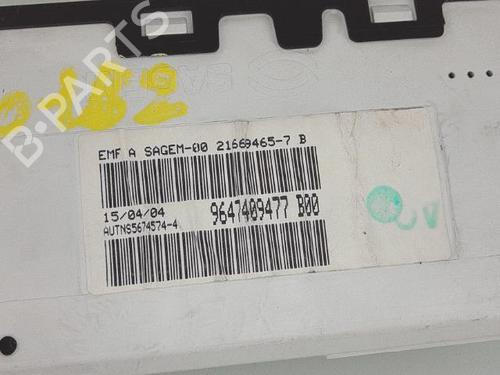 B-PARTS
EMF A SAGEM-00 21669465-7 B
15/04/04
9647409477 B00
AUTNS5674574-4